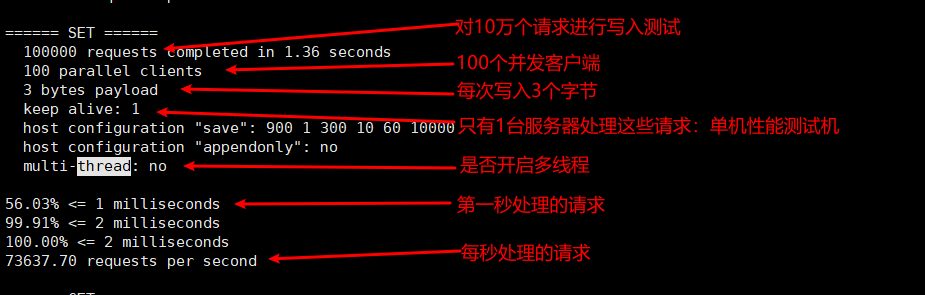 ====== SET ======
100000 requests completed in 1.36 seconds
对10万个请求进行写入测试
100 parallel clients
100个并发客户端
3 bytes payload
每次写入3个字节
keep alive: 1
只有1台服务器处理这些请求：单机性能测试机
host configuration "save": 900 1 300 10 60 10000
host configuration "appendonly": no
multi-thread: no
是否开启多线程
56.03% <= 1 milliseconds
第一秒处理的请求
99.91% <= 2 milliseconds
100.00% <= 2 milliseconds
73637.70 requests per second
每秒处理的请求